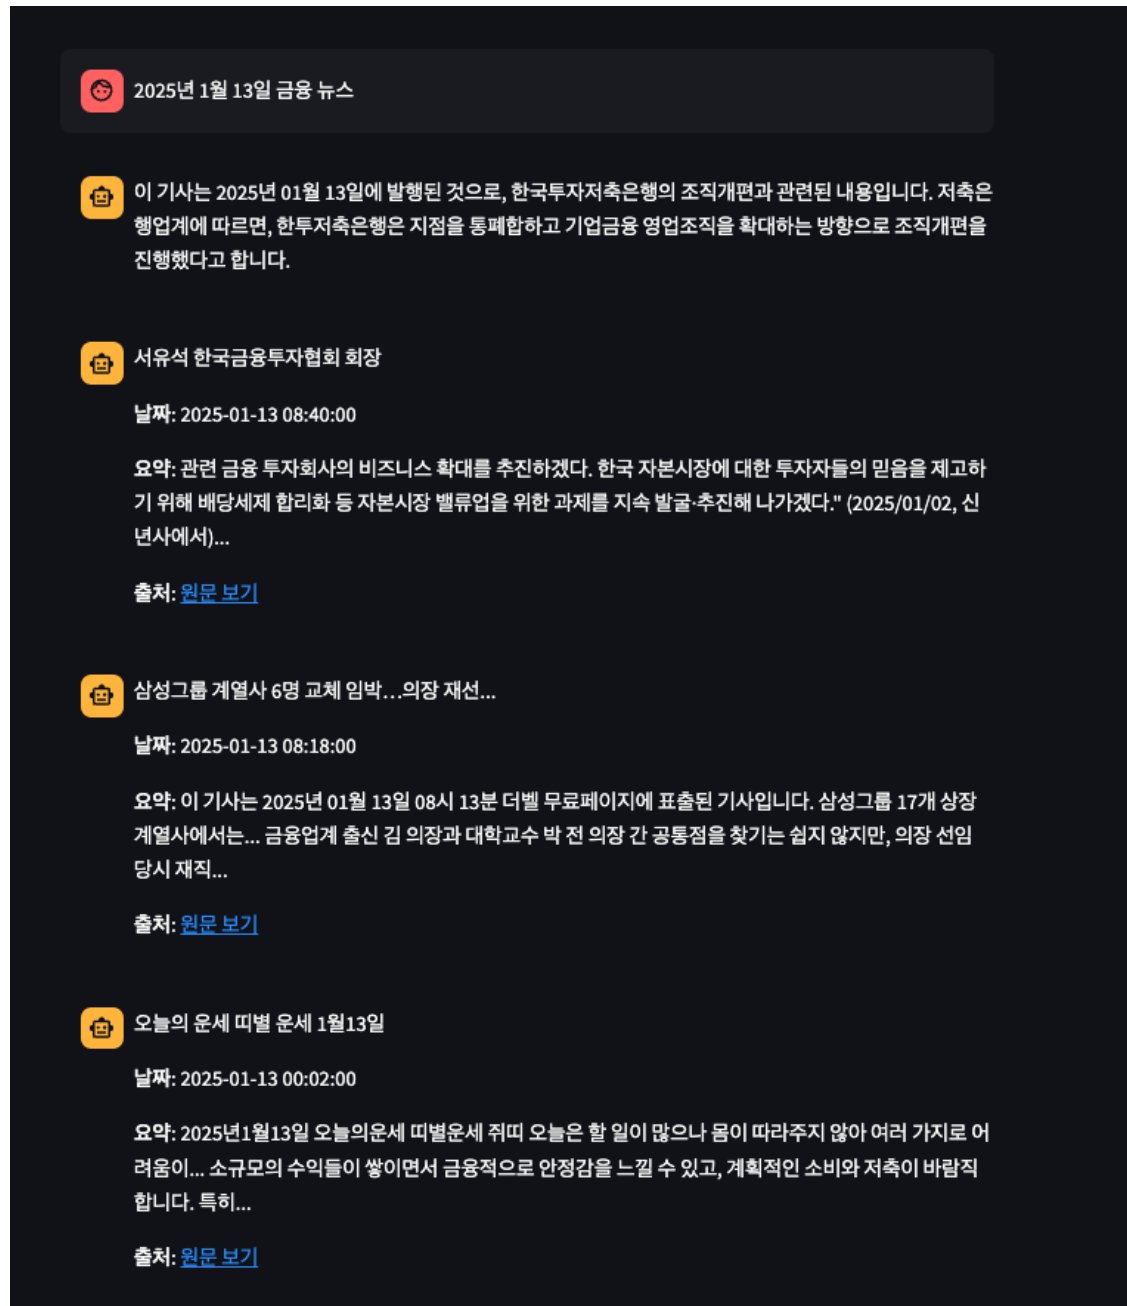 2025년 1월 13일 금융 뉴스
이 기사는 2025년 01월 13일에 발행된 것으로, 한국투자저축은행의 조직개편과 관련된 내용입니다. 저축은
행업계에 따르면, 한투저축은행은 지점을 통폐합하고 기업금융 영업조직을 확대하는 방향으로 조직개편을
진행했다고 합니다.
서유석 한국금융투자협회 회장
날짜: 2025-01-13 08:40:00
요약: 관련 금융 투자회사의 비즈니스 확대를 추진하겠다. 한국 자본시장에 대한 투자자들의 믿음을 제고하
기 위해 배당세제 합리화 등 자본시장 밸류업을 위한 과제를 지속 발굴·추진해 나가겠다." (2025/01/02, 신
년사에서)...
출처: 원문 보기
삼성그룹 계열사 6명 교체 임박…의장 재선...
날짜: 2025-01-13 08:18:00
요약: 이 기사는 2025년 01월 13일 08시 13분 더벨 무료페이지에 표출된 기사입니다. 삼성그룹 17개 상장
계열사에서는... 금융업계 출신 김 의장과 대학교수 박 전 의장 간 공통점을 찾기는 쉽지 않지만, 의장 선임
당시 재직...
출처: 원문 보기
오늘의 운세 띠별 운세 1월13일
날짜: 2025-01-13 00:02:00
요약: 2025년1월13일 오늘의운세 띠별운세 쥐띠 오늘은 할 일이 많으나 몸이 따라주지 않아 여러 가지로 어
려움이... 소규모의 수익들이 쌓이면서 금융적으로 안정감을 느낄 수 있고, 계획적인 소비와 저축이 바람직
합니다. 특히...
출처: 원문 보기